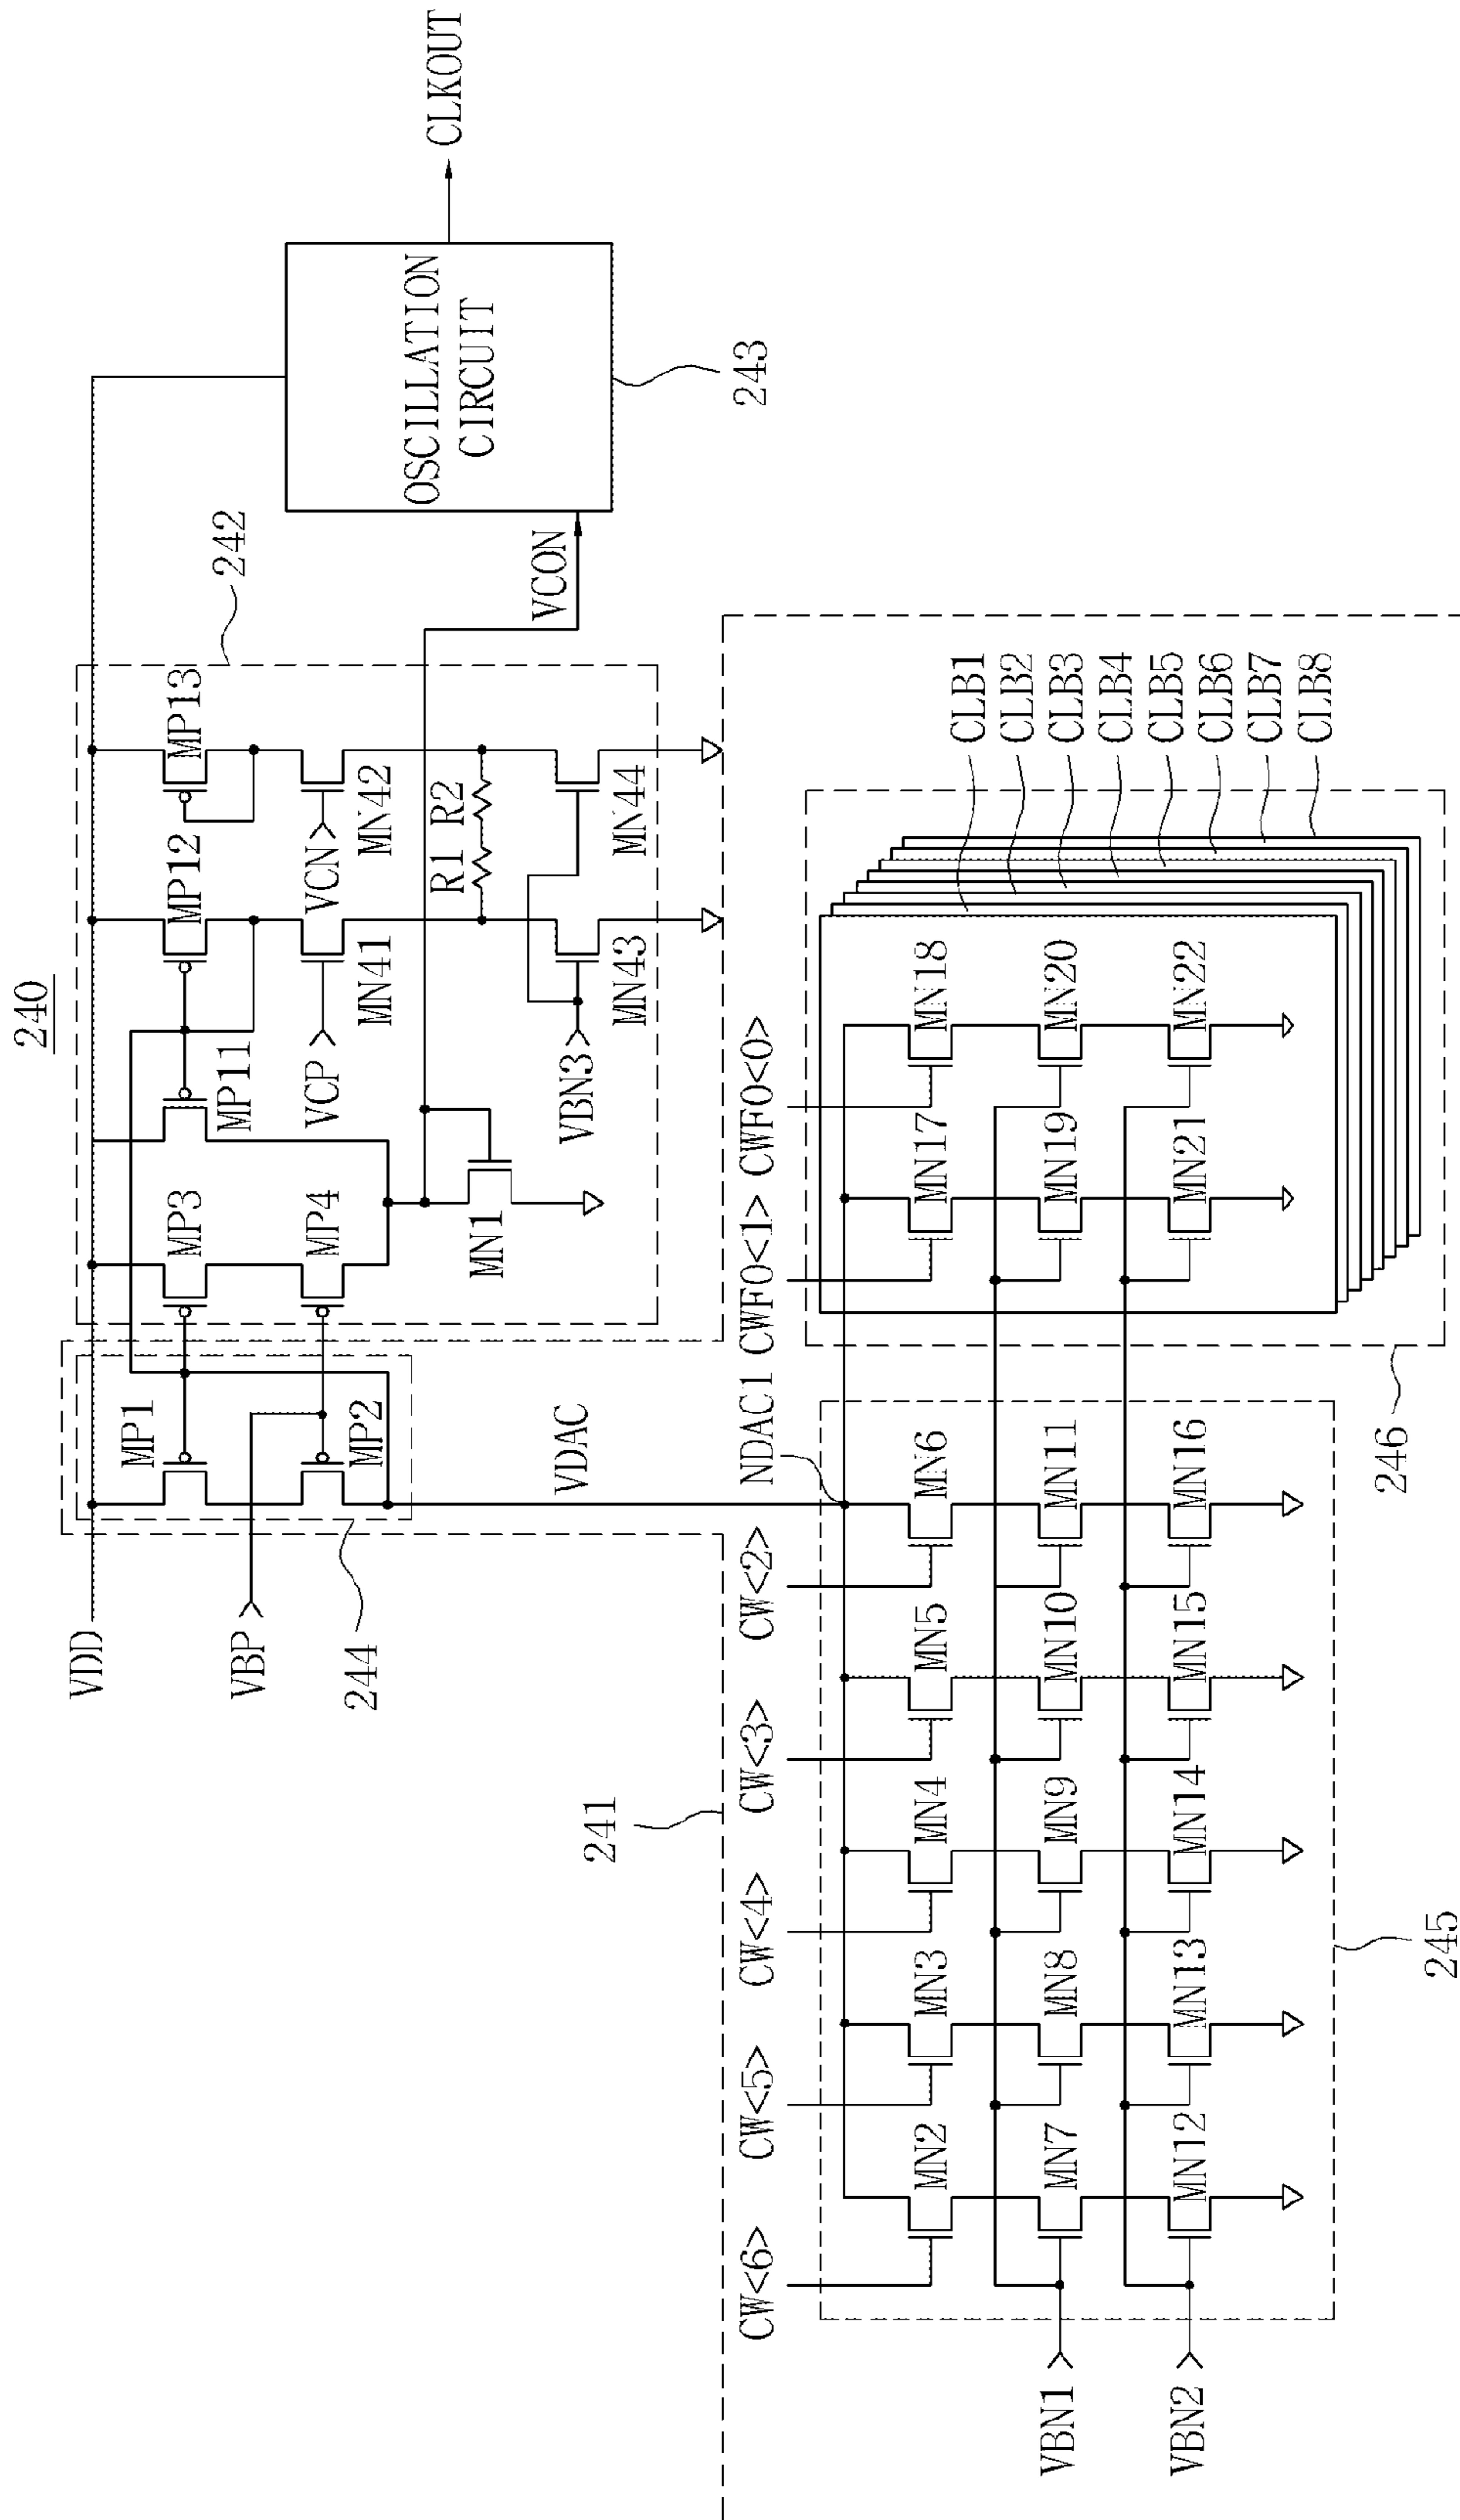 240
VDD
VBP
244
MP1
MP2
MP3
MP4
MP11
MP12
MP13
242
VCP
MN41
VCN
MN42
R1 R2
MN1
VBN3
MN43
MN44
VCON
OSCILLATION
CIRCUIT
243
CLKOUT
VDAC
NDAC1
241
CW<6>
CW<5>
CW<4>
CW<3>
CW<2>
CWF0<1>
CWF0<0>
MN2
MN3
MN4
MN5
MN6
MN17
MN18
VBN1
MN7
MN8
MN9
MN10
MN11
MN19
MN20
VBN2
MN12
MN13
MN14
MN15
MN16
MN21
MN22
CLB1
CLB2
CLB3
CLB4
CLB5
CLB6
CLB7
CLB8
245
246